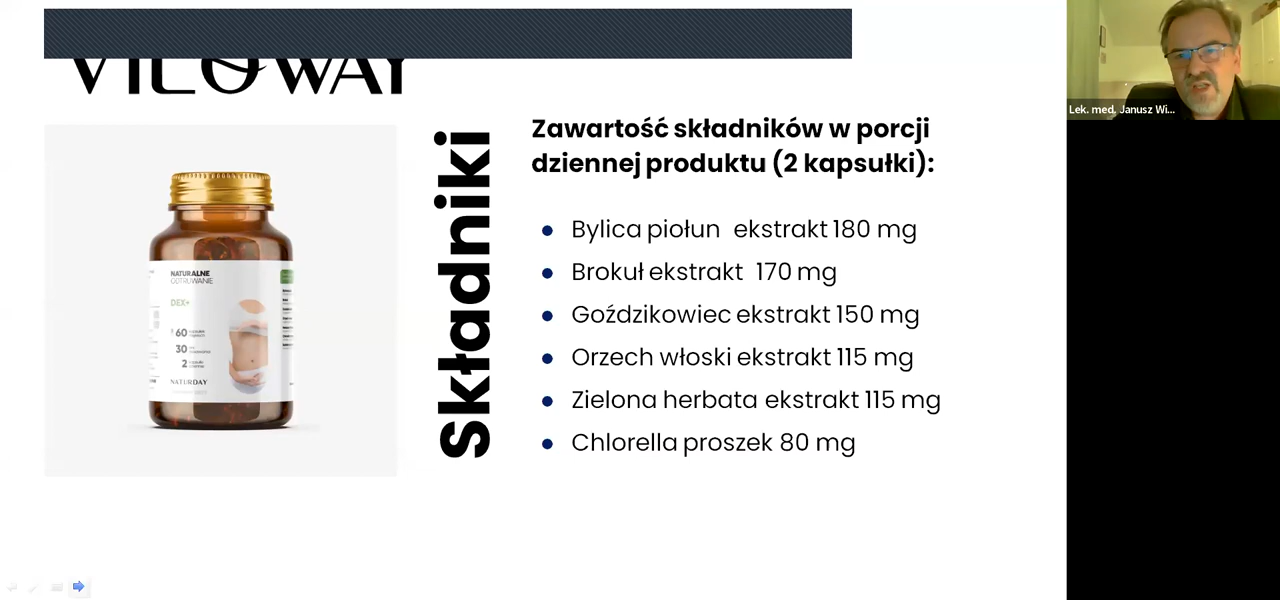 VILOWAY
Składniki
Zawartość składników w porcji
dziennej produktu (2 kapsułki):
Bylica piołun ekstrakt 180 mg
Brokuł ekstrakt 170 mg
Goździkowiec ekstrakt 150 mg
Orzech włoski ekstrakt 115 mg
Zielona herbata ekstrakt 115 mg
Chlorella proszek 80 mg
NATURALNE
ODTRUWANIE
DEX+
60
30
2
NATURDAY
Lek. med. Janusz Wi...